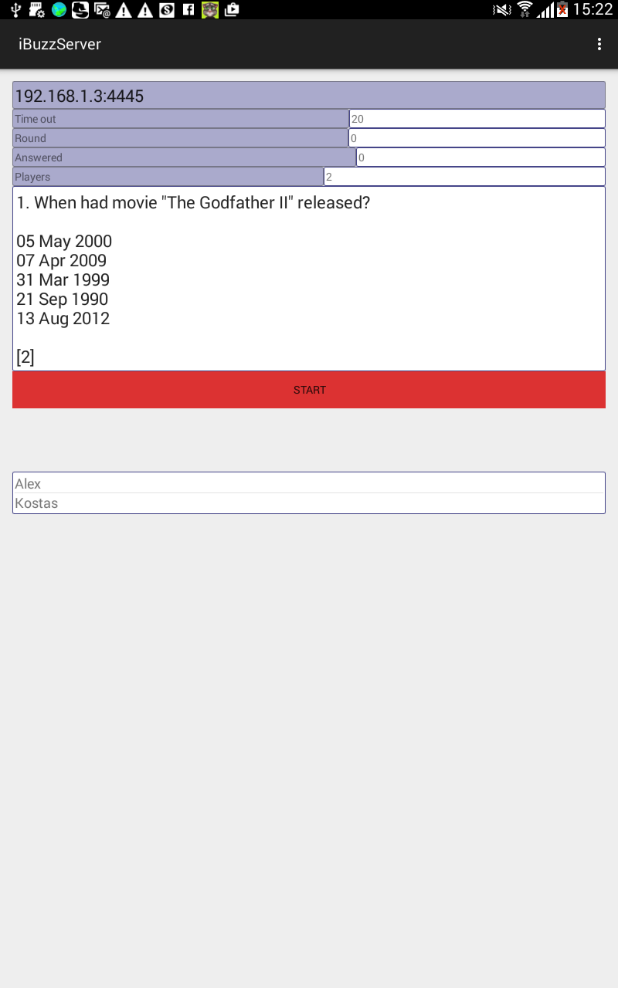 15:22
iBuzzServer
192.168.1.3:4445
Time out 20
Round 0
Answered 0
Players 2
1. When had movie "The Godfather II" released?
05 May 2000
07 Apr 2009
31 Mar 1999
21 Sep 1990
13 Aug 2012
[2]
START
Alex
Kostas